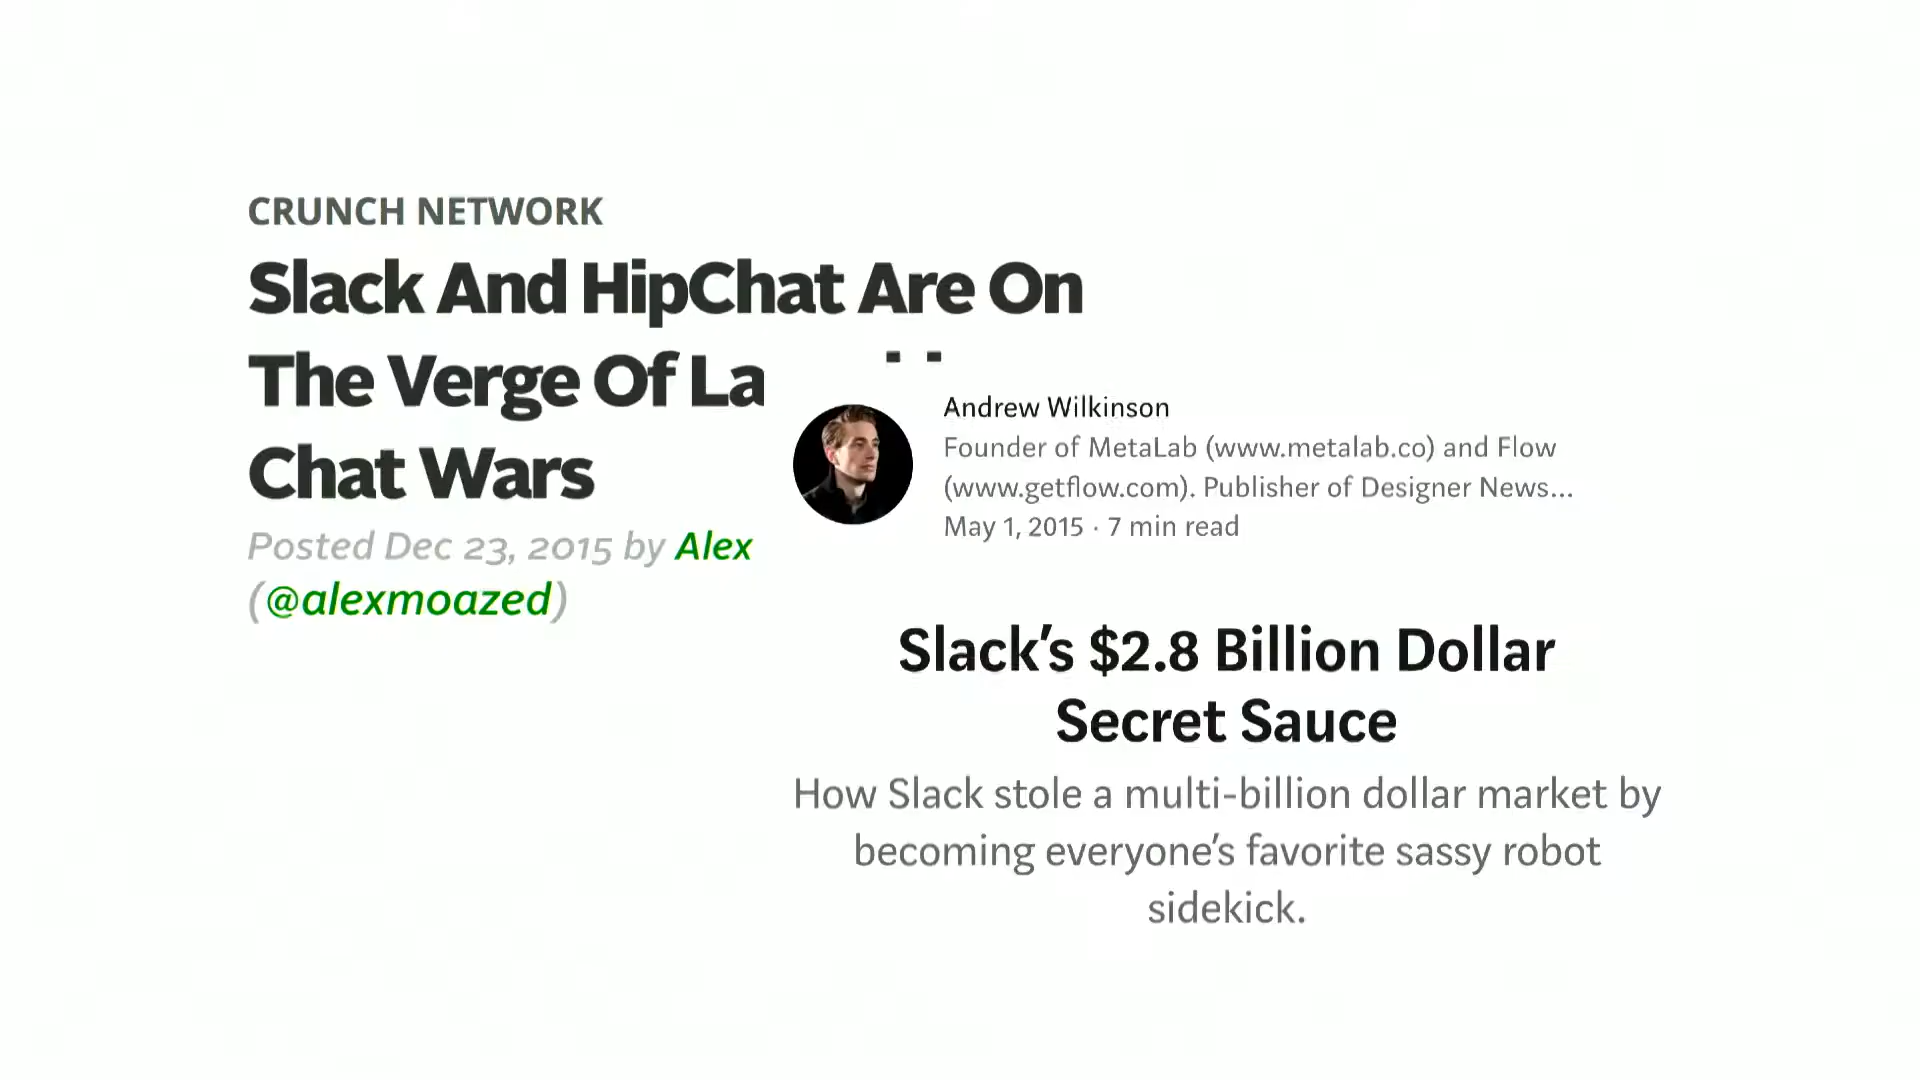 CRUNCH NETWORK
Slack And HipChat Are On
The Verge Of La
Chat Wars
Posted Dec 23, 2015 by Alex
(@alexmoazed)
Andrew Wilkinson
Founder of MetaLab (www.metalab.co) and Flow
(www.getflow.com). Publisher of Designer News...
May 1, 2015 · 7 min read
Slack’s $2.8 Billion Dollar
Secret Sauce
How Slack stole a multi-billion dollar market by
becoming everyone’s favorite sassy robot
sidekick.